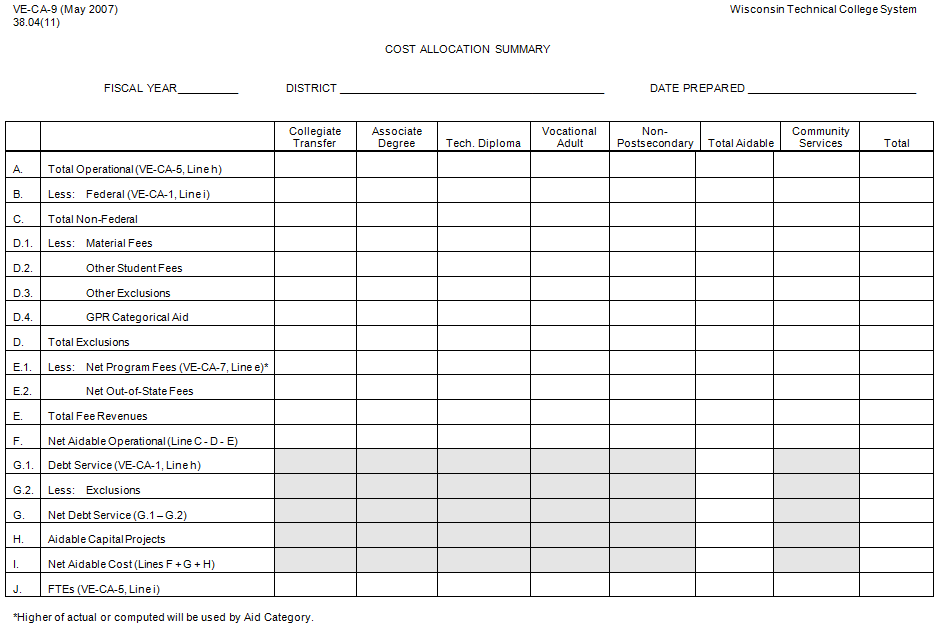 VE-CA-9 (May 2007) Wisconsin Technical College System
38.04(11)
COST ALLOCATION SUMMARY
FISCAL YEAR__________ DISTRICT ____________________________________________ DATE PREPARED ____________________________
Collegiate Transfer Associate Degree Tech. Diploma Vocational Adult Non-Postsecondary Total Aidable Community Services Total
A. Total Operational (VE-CA-5, Line h)
B. Less: Federal (VE-CA-1, Line i)
C. Total Non-Federal
D.1. Less: Material Fees
D.2. Other Student Fees
D.3. Other Exclusions
D.4. GPR Categorical Aid
D. Total Exclusions
E.1. Less: Net Program Fees (VE-CA-7, Line e)*
E.2. Net Out-of-State Fees
E. Total Fee Revenues
F. Net Aidable Operational (Line C - D - E)
G.1. Debt Service (VE-CA-1, Line h)
G.2. Less: Exclusions
G. Net Debt Service (G.1 – G.2)
H. Aidable Capital Projects
I. Net Aidable Cost (Lines F + G + H)
J. FTEs (VE-CA-5, Line i)
*Higher of actual or computed will be used by Aid Category.